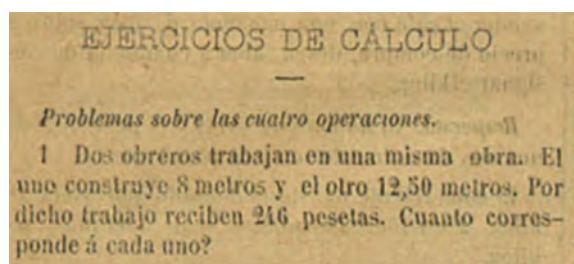 EJERCICIOS DE CÁLCULO
Problemas sobre las cuatro operaciones.
1 Dos obreros trabajan en una misma obra. El
uno construye 8 metros y el otro 12,50 metros. Por
dicho trabajo reciben 246 pesetas. Cuanto corres-
ponde á cada uno?